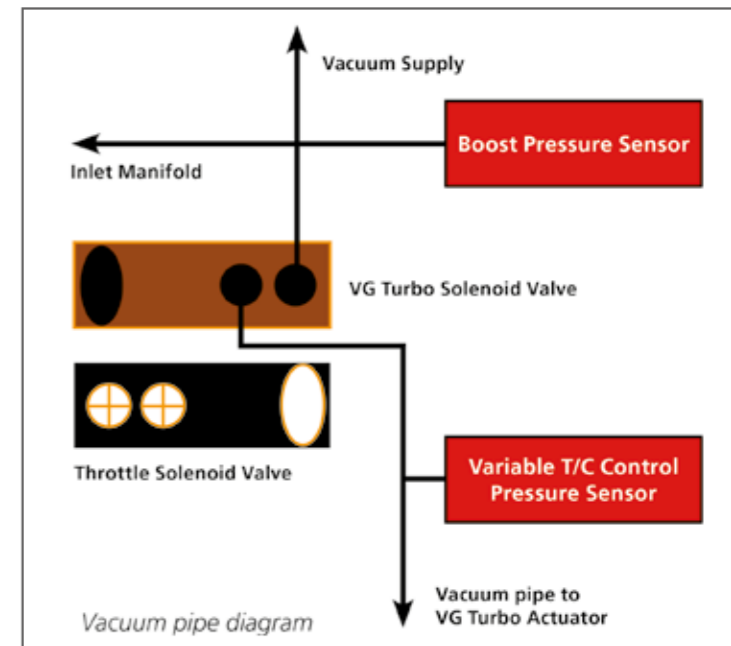 Vacuum Supply
Boost Pressure Sensor
Inlet Manifold
VG Turbo Solenoid Valve
Throttle Solenoid Valve
Variable T/C Control
Pressure Sensor
Vacuum pipe to
VG Turbo Actuator
Vacuum pipe diagram